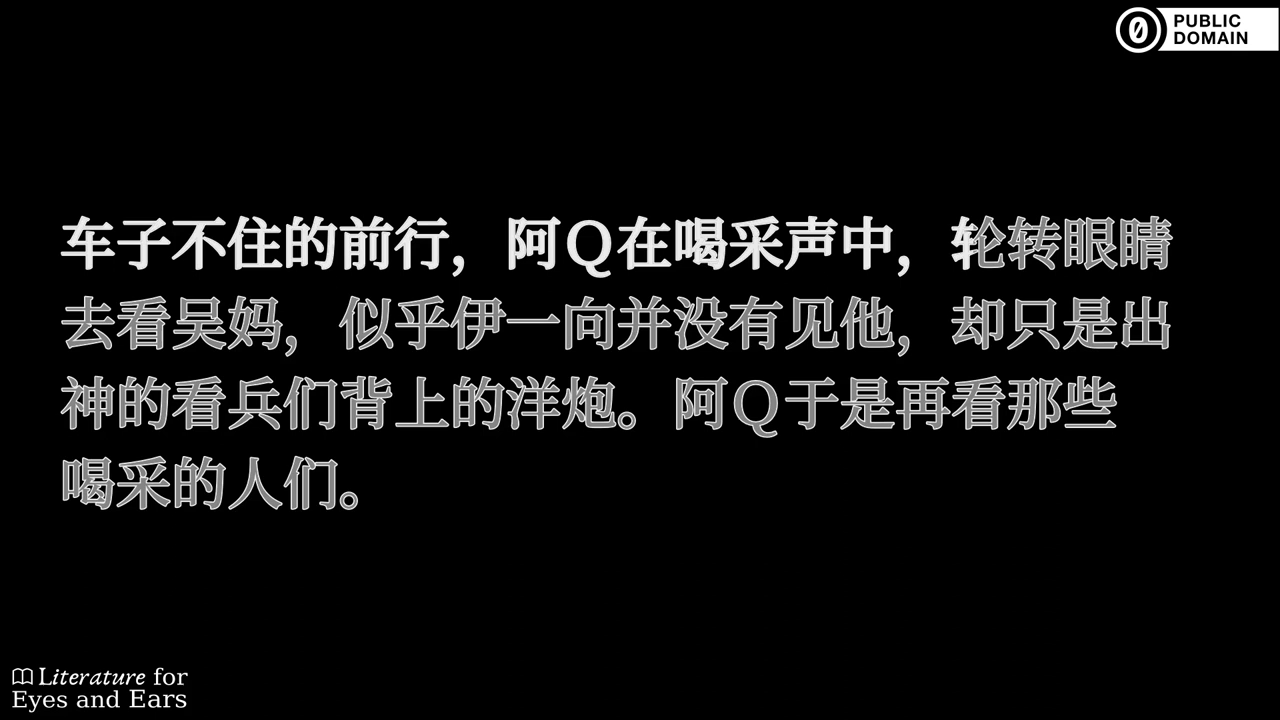 PUBLIC
DOMAIN
车子不住的前行，阿Q在喝采声中，轮转眼睛
去看吴妈，似乎伊一向并没有见他，却只是出
神的看兵们背上的洋炮。阿Q于是再看那些
喝采的人们。
Literature for
Eyes and Ears